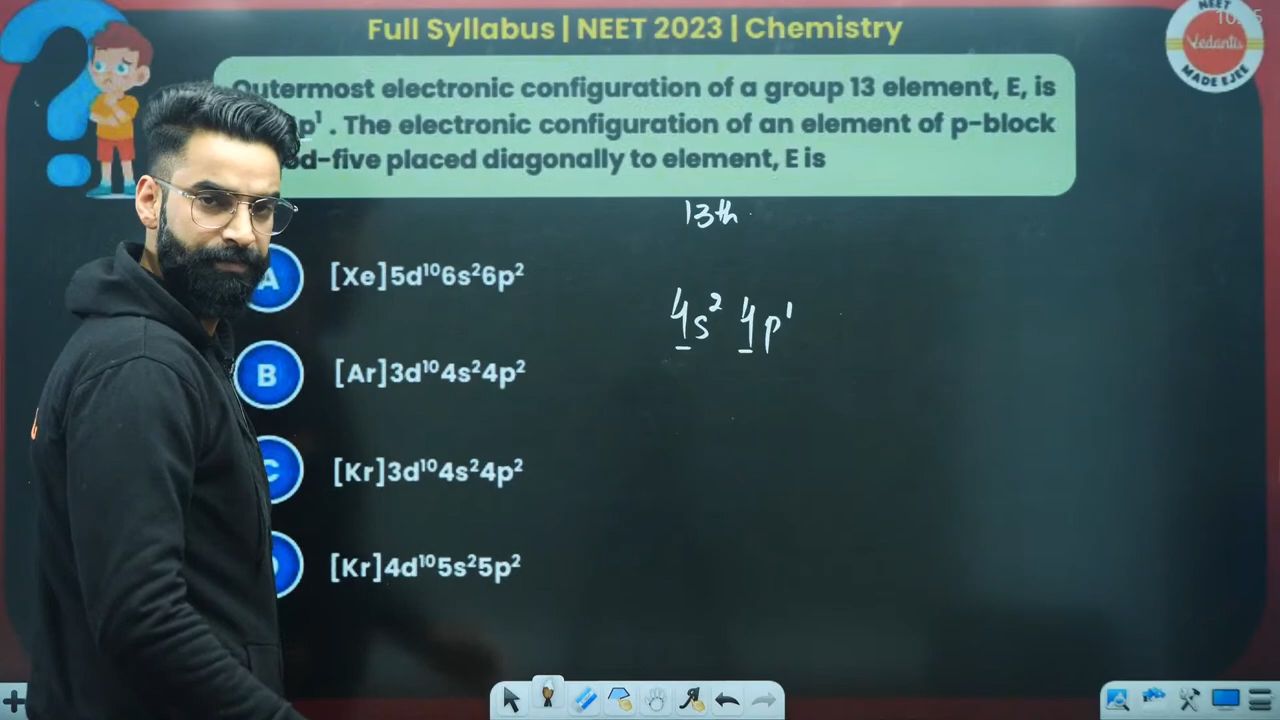 Full Syllabus | NEET 2023 | Chemistry
NEET
Vedantu
MADE EJEE
Outermost electronic configuration of a group 13 element, E, is
p¹ . The electronic configuration of an element of p-block
d-five placed diagonally to element, E is
13th
A [Xe]5d¹⁰6s²6p²
4s² 4p¹
B [Ar]3d¹⁰4s²4p²
C [Kr]3d¹⁰4s²4p²
[Kr]4d¹⁰5s²5p²